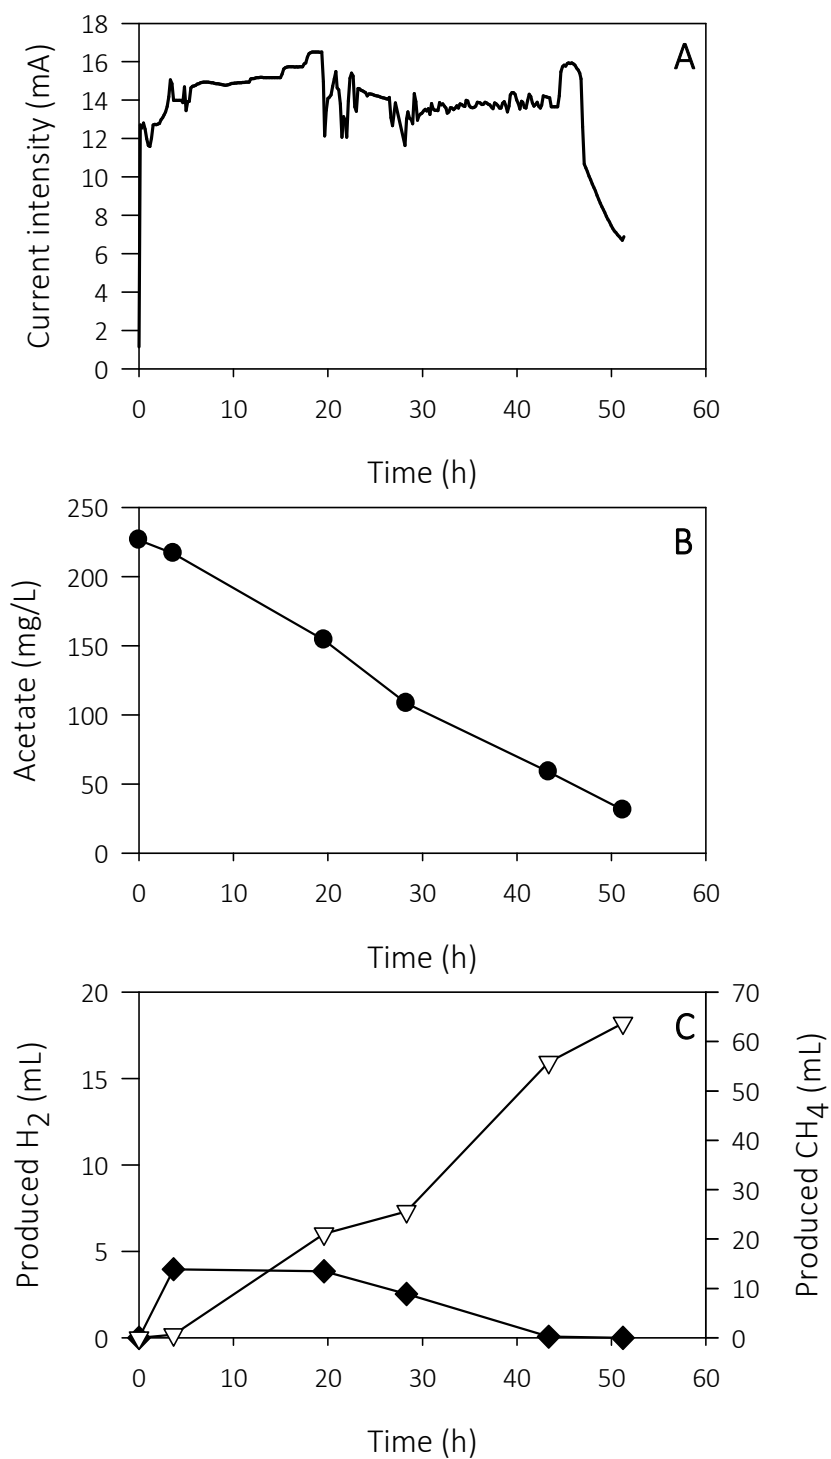 18
16
14
12
10
8
6
4
2
0
Current intensity (mA)
A
0 10 20 30 40 50 60
Time (h)
250
200
150
100
50
0
Acetate (mg/L)
B
0 10 20 30 40 50 60
Time (h)
20
15
10
5
0
Produced H2 (mL)
C
70
60
50
40
30
20
10
0
Produced CH4 (mL)
0 10 20 30 40 50 60
Time (h)